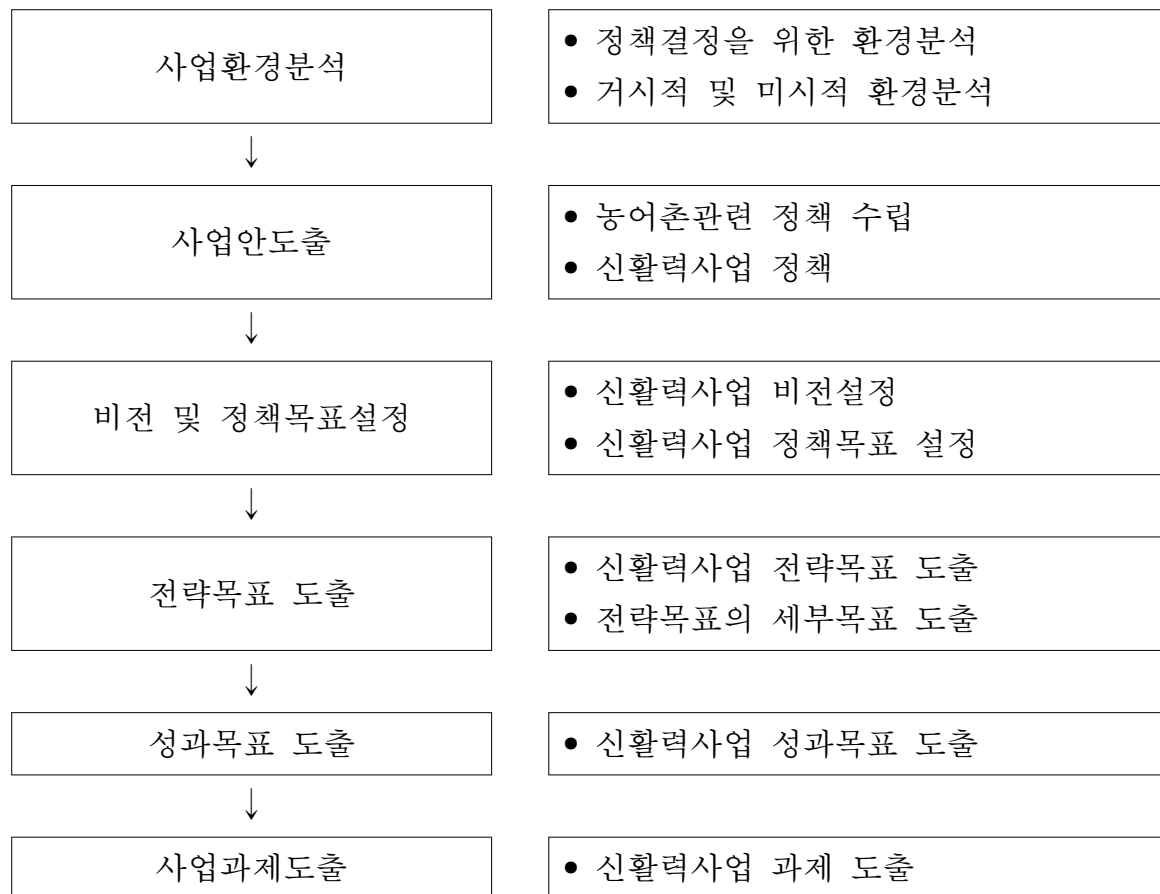 사업환경분석
• 정책결정을 위한 환경분석
• 거시적 및 미시적 환경분석
↓
사업안도출
• 농어촌관련 정책 수립
• 신활력사업 정책
↓
비전 및 정책목표설정
• 신활력사업 비전설정
• 신활력사업 정책목표 설정
↓
전략목표 도출
• 신활력사업 전략목표 도출
• 전략목표의 세부목표 도출
↓
성과목표 도출
• 신활력사업 성과목표 도출
↓
사업과제도출
• 신활력사업 과제 도출